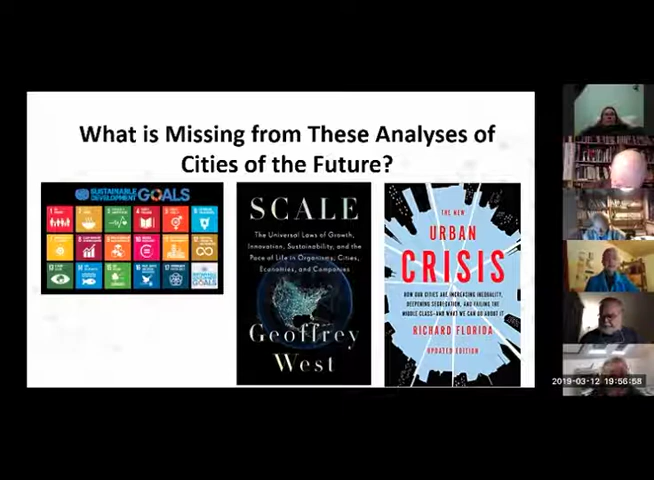 What is Missing from These Analyses of
Cities of the Future?
SUSTAINABLE
DEVELOPMENT GOALS
SCALE
The Universal Laws of Growth,
Innovation, Sustainability, and the
Pace of Life in Organisms, Cities,
Economies, and Companies
Geoffrey
West
THE NEW
URBAN
CRISIS
HOW OUR CITIES ARE INCREASING INEQUALITY,
DEEPENING SEGREGATION, AND FAILING THE
MIDDLE CLASS—AND WHAT WE CAN DO ABOUT IT
RICHARD FLORIDA
UPDATED EDITION
2019-03-12 19:56:58